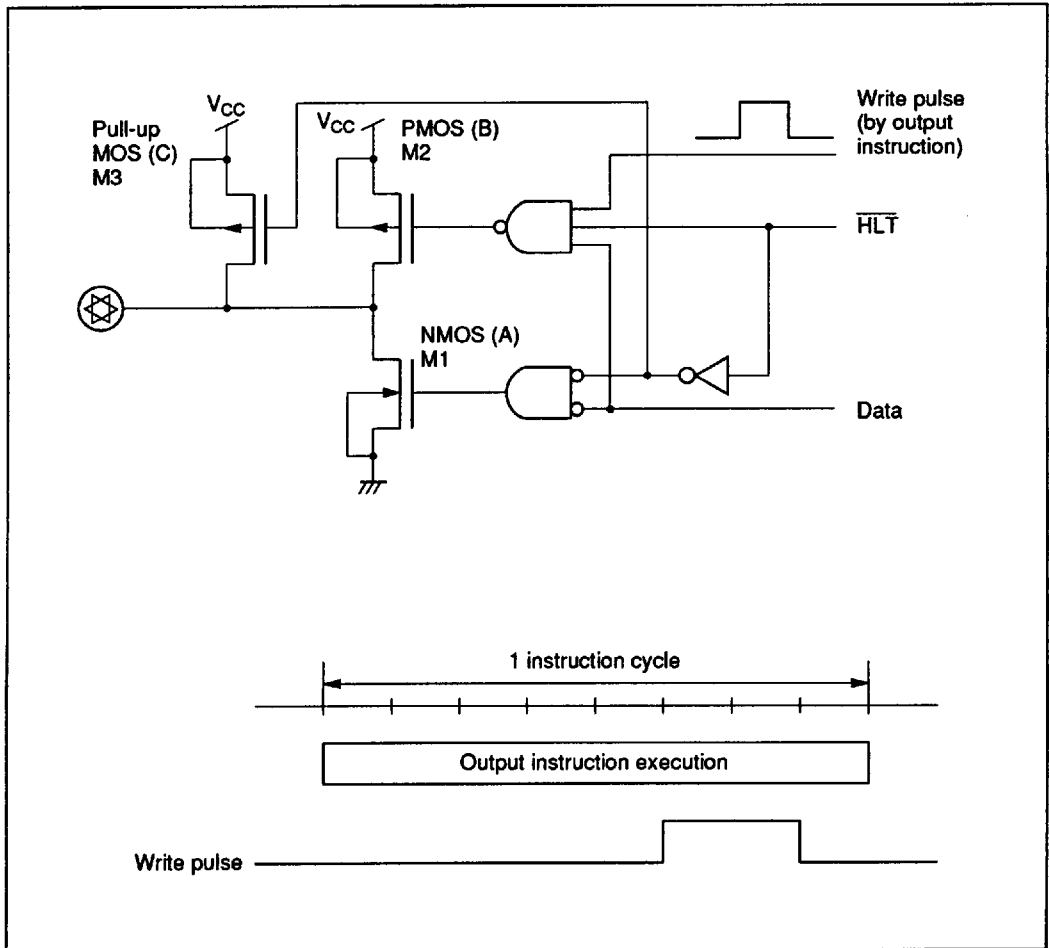 VCC
Pull-up
MOS (C)
M3
VCC
PMOS (B)
M2
Write pulse
(by output
instruction)
HLT
NMOS (A)
M1
Data
1 instruction cycle
Output instruction execution
Write pulse